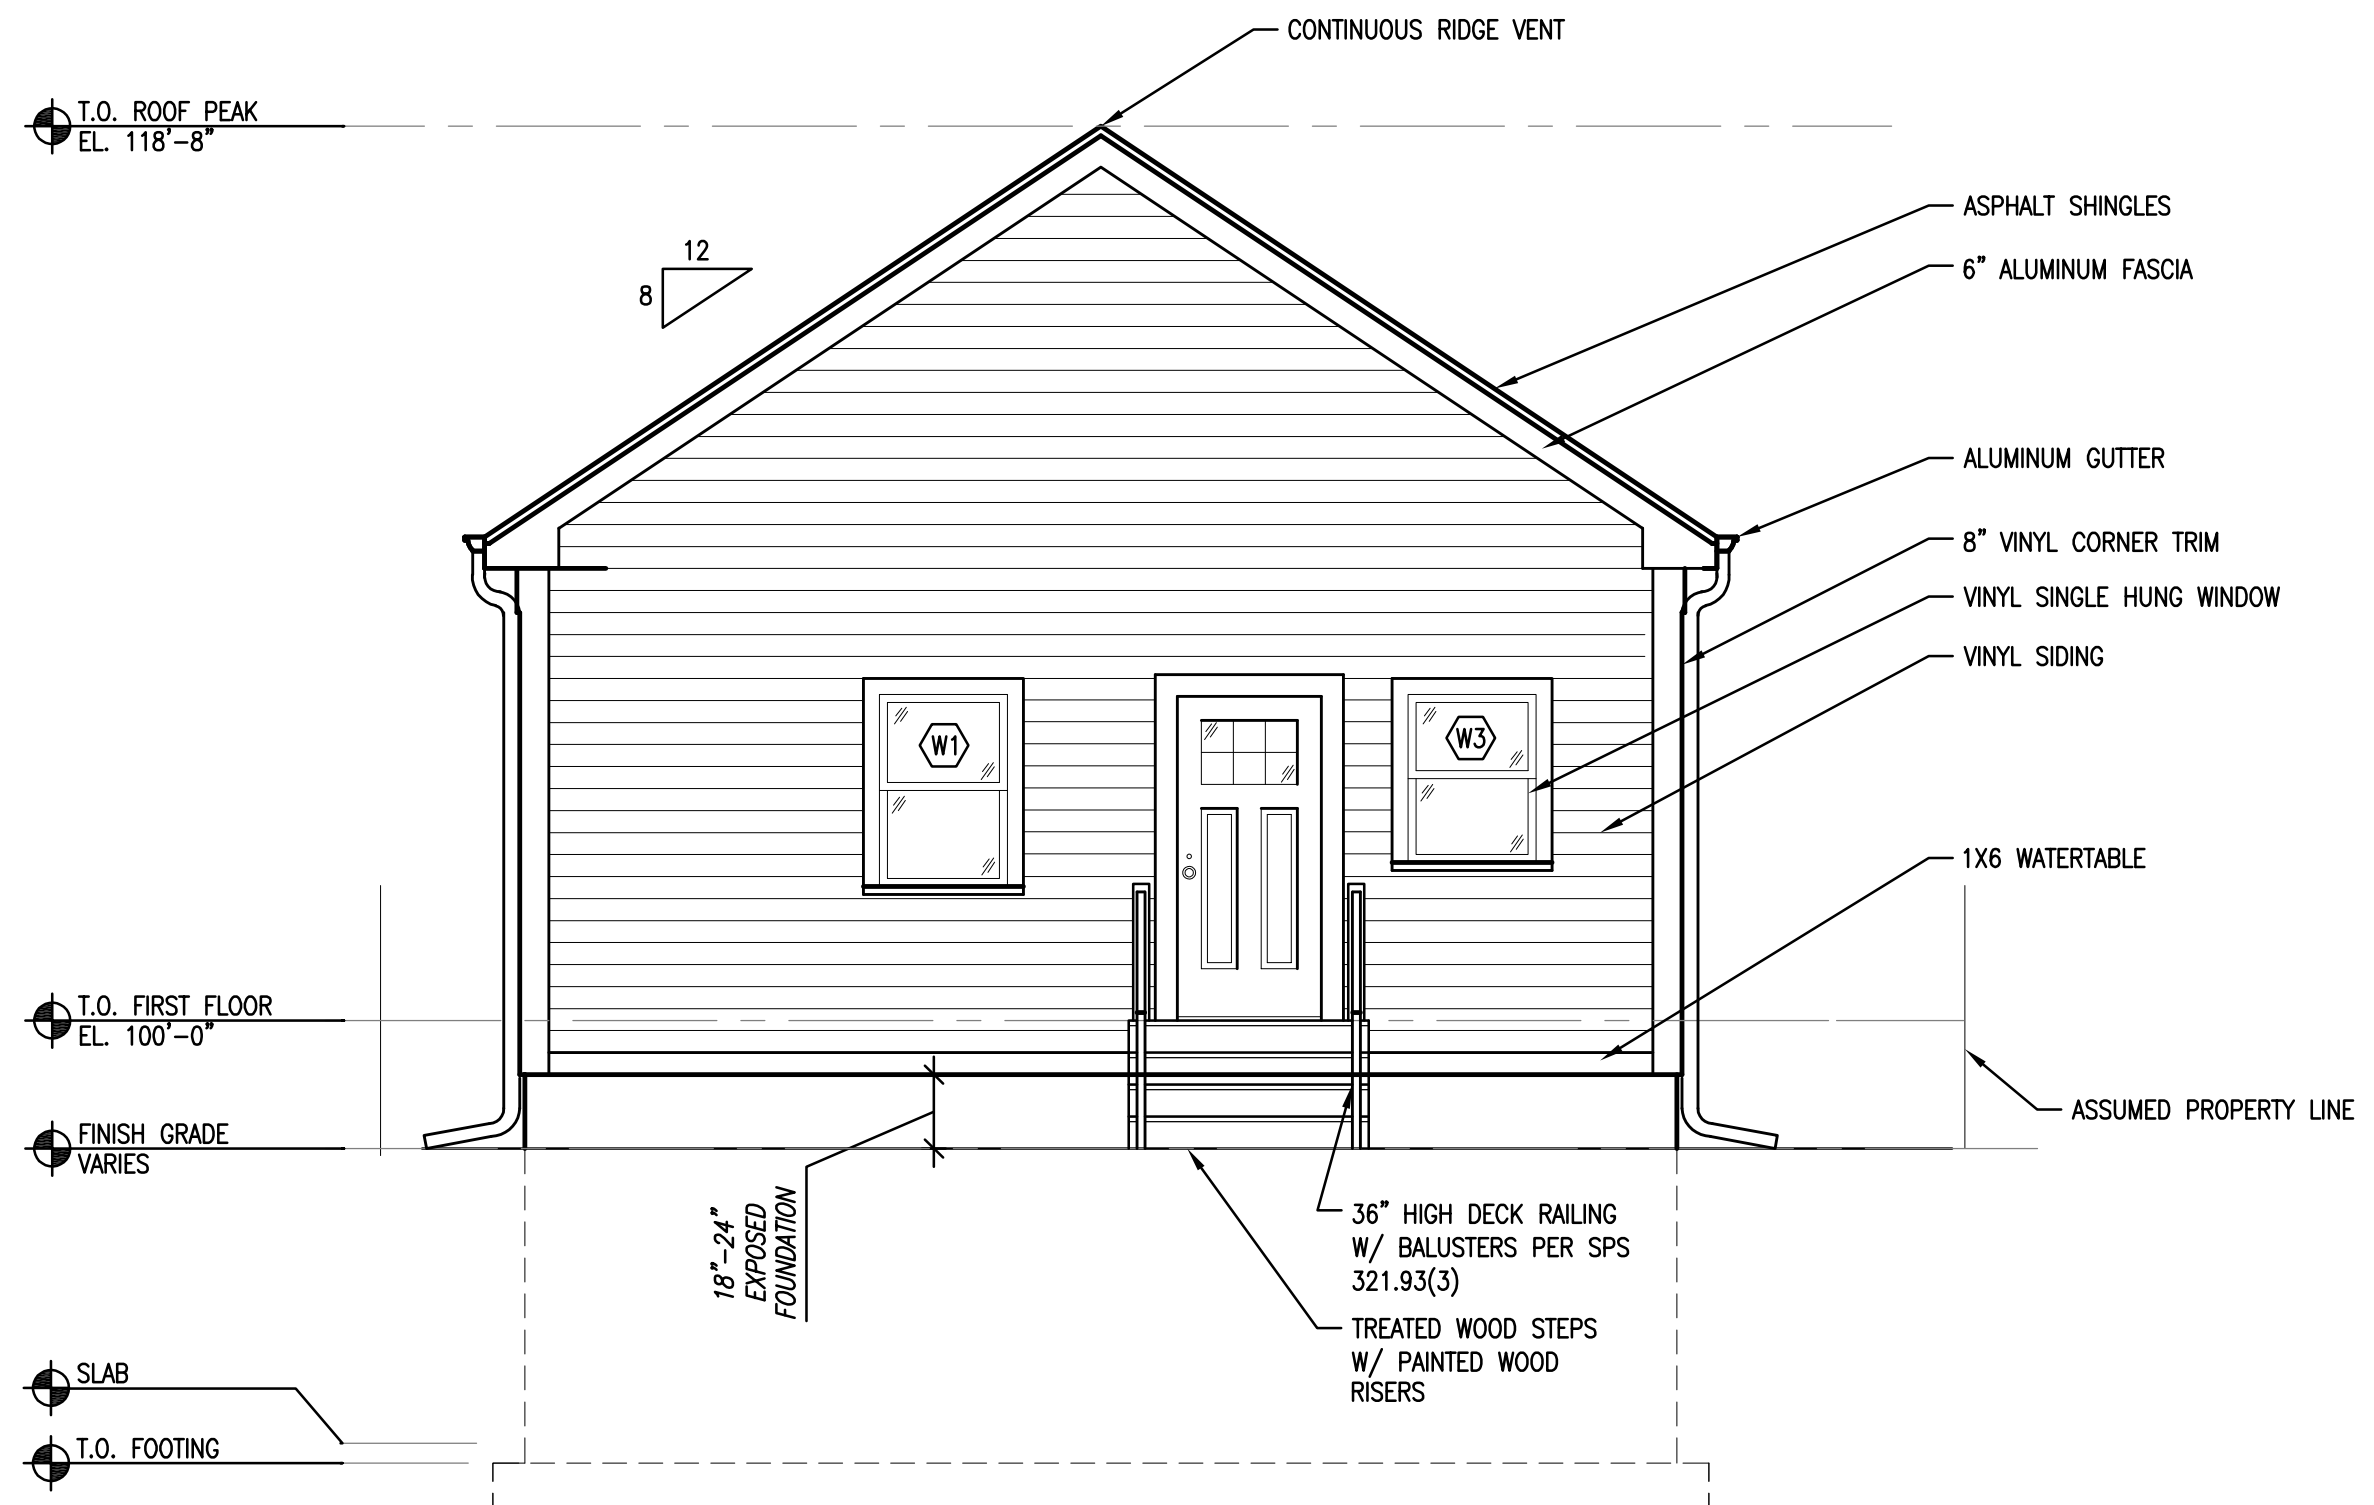 CONTINUOUS RIDGE VENT
T.O. ROOF PEAK
EL. 118'-8"
12
8
ASPHALT SHINGLES
6" ALUMINUM FASCIA
ALUMINUM GUTTER
8" VINYL CORNER TRIM
VINYL SINGLE HUNG WINDOW
VINYL SIDING
W1
W3
1X6 WATERTABLE
T.O. FIRST FLOOR
EL. 100'-0"
ASSUMED PROPERTY LINE
FINISH GRADE
VARIES
18"-24"
EXPOSED
FOUNDATION
36" HIGH DECK RAILING
W/ BALUSTERS PER SPS
321.93(3)
TREATED WOOD STEPS
W/ PAINTED WOOD
RISERS
SLAB
T.O. FOOTING